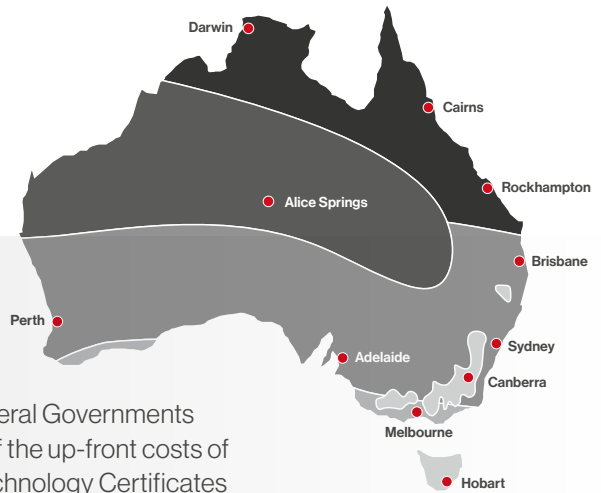 Darwin
Cairns
Rockhampton
Alice Springs
Brisbane
Perth
Sydney
Adelaide
Canberra
eral Governments
the up-front costs of
Melbourne
chnology Certificates
Hobart